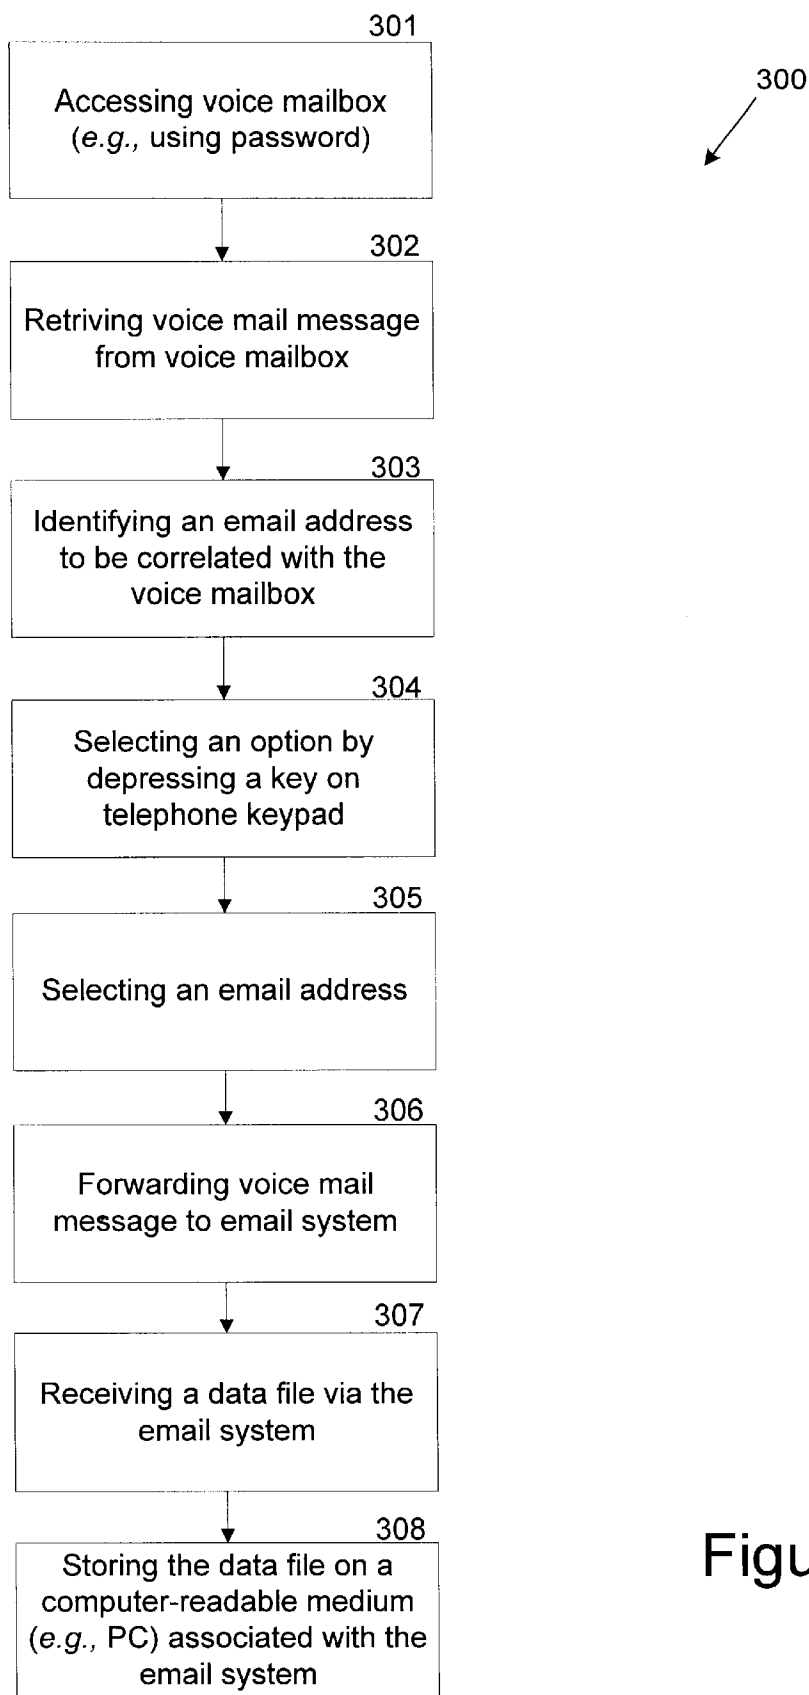 301
Accessing voice mailbox
(e.g., using password)
300
302
Retriving voice mail message
from voice mailbox
303
Identifying an email address
to be correlated with the
voice mailbox
304
Selecting an option by
depressing a key on
telephone keypad
305
Selecting an email address
306
Forwarding voice mail
message to email system
307
Receiving a data file via the
email system
308
Storing the data file on a
computer-readable medium
(e.g., PC) associated with the
email system